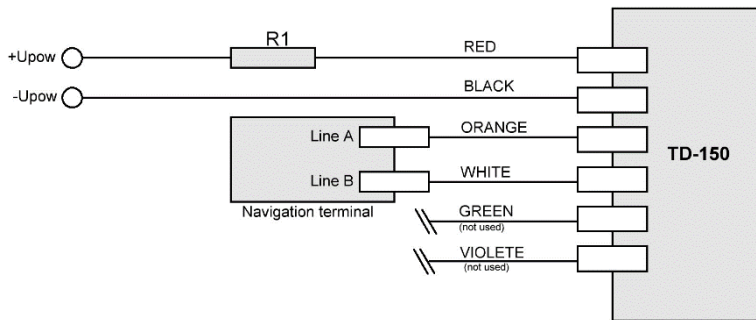 R1
RED
+Upow
BLACK
-Upow
Line A
ORANGE
TD-150
Line B
WHITE
Navigation terminal
GREEN
(not used)
VIOLETE
(not used)